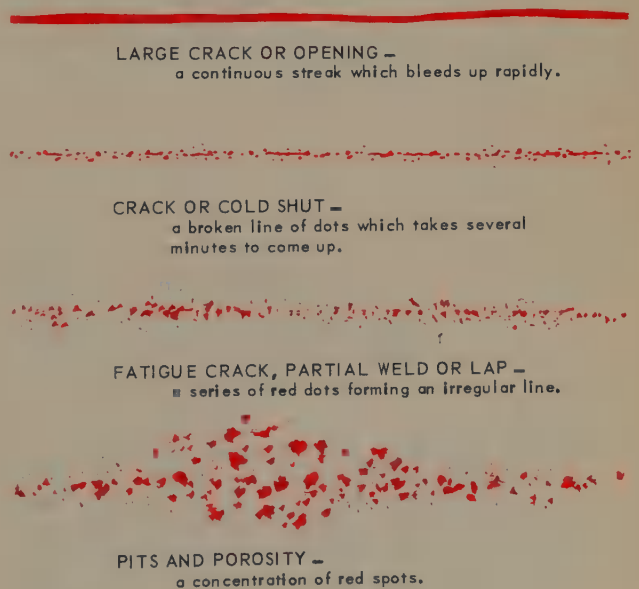 LARGE CRACK OR OPENING –
a continuous streak which bleeds up rapidly.
CRACK OR COLD SHUT –
a broken line of dots which takes several
minutes to come up.
FATIGUE CRACK, PARTIAL WELD OR LAP –
series of red dots forming an irregular line.
PITS AND POROSITY –
a concentration of red spots.